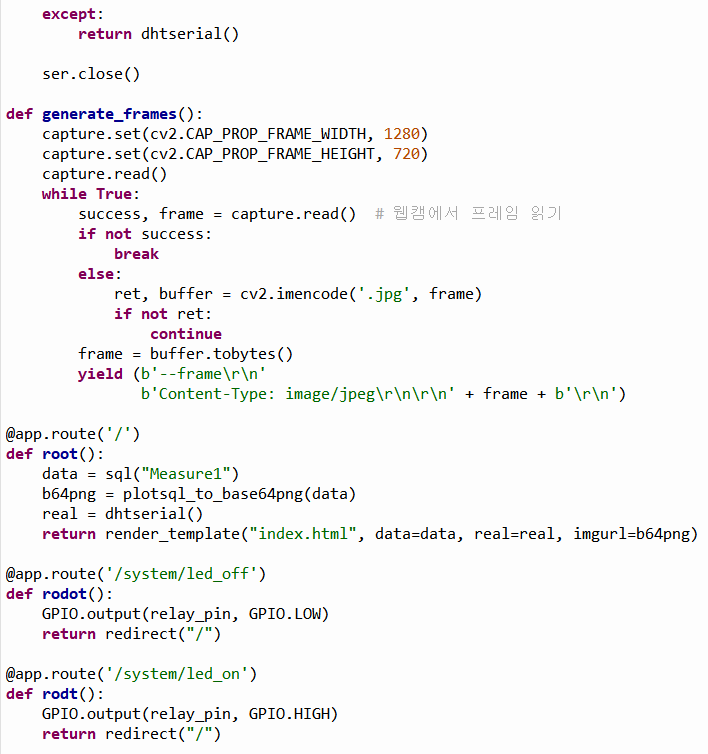 except:
return dhtserial()
ser.close()
def generate_frames():
capture.set(cv2.CAP_PROP_FRAME_WIDTH, 1280)
capture.set(cv2.CAP_PROP_FRAME_HEIGHT, 720)
capture.read()
while True:
success, frame = capture.read()  # 웹캠에서 프레임 읽기
if not success:
break
else:
ret, buffer = cv2.imencode('.jpg', frame)
if not ret:
continue
frame = buffer.tobytes()
yield (b'--frame\r\n'
b'Content-Type: image/jpeg\r\n\r\n' + frame + b'\r\n')
@app.route('/')
def root():
data = sql("Measure1")
b64png = plotsql_to_base64png(data)
real = dhtserial()
return render_template("index.html", data=data, real=real, imgurl=b64png)
@app.route('/system/led_off')
def rodot():
GPIO.output(relay_pin, GPIO.LOW)
return redirect("/")
@app.route('/system/led_on')
def rodt():
GPIO.output(relay_pin, GPIO.HIGH)
return redirect("/")